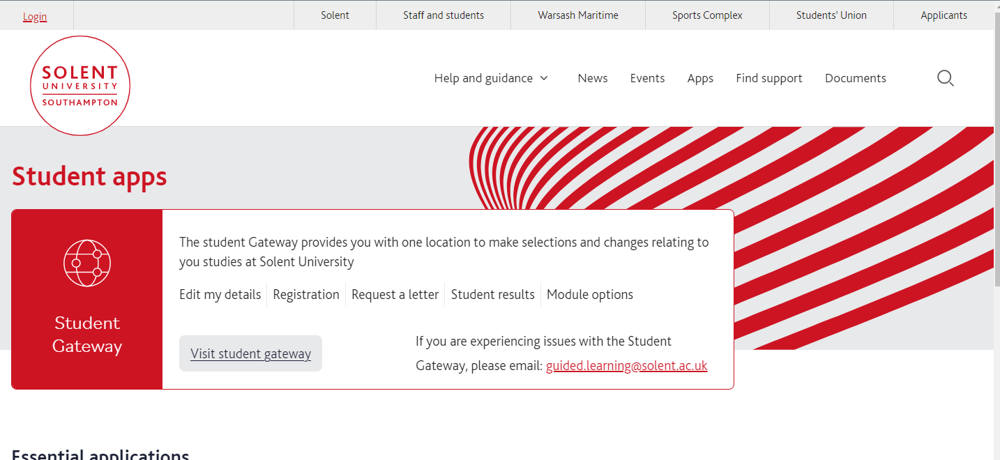 Login
Solent
Staff and students
Warsash Maritime
Sports Complex
Students' Union
Applicants
SOLENT
UNIVERSITY
SOUTHAMPTON
Help and guidance
News
Events
Apps
Find support
Documents
Student apps
Student
Gateway
The student Gateway provides you with one location to make selections and changes relating to
you studies at Solent University
Edit my details
Registration
Request a letter
Student results
Module options
Visit student gateway
If you are experiencing issues with the Student
Gateway, please email: guided.learning@solent.ac.uk
Essential applications